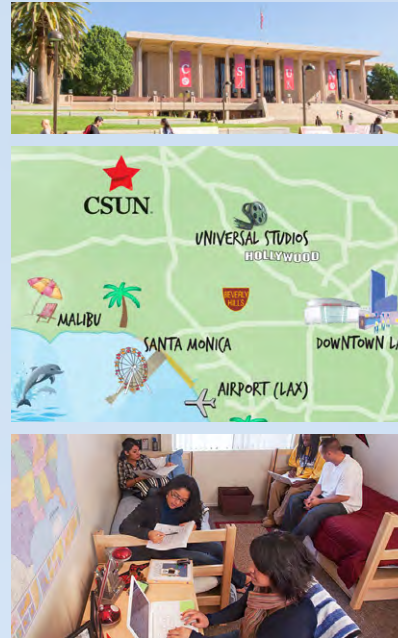 C S U N
CSUN
UNIVERSAL STUDIOS
HOLLYWOOD
BEVERLY
HILLS
MALIBU
SANTA MONICA
DOWNTOWN LA
AIRPORT (LAX)